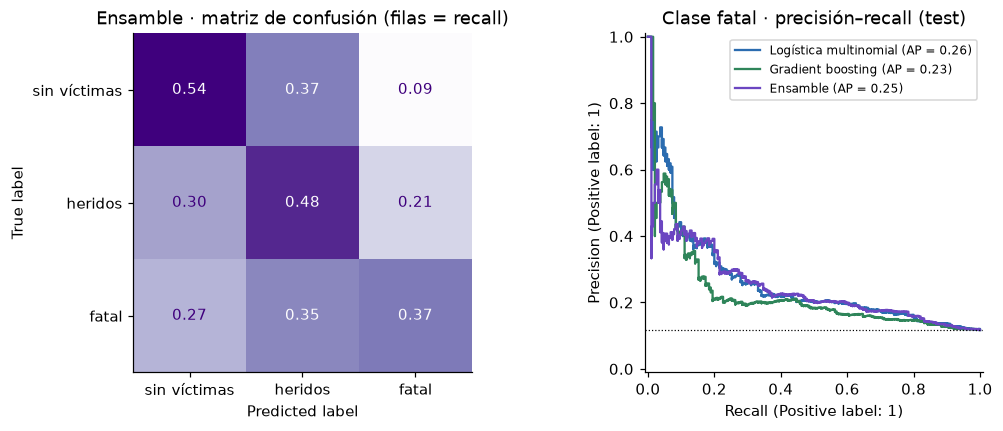 Ensamble · matriz de confusión (filas = recall)
True label
sin víctimas
heridos
fatal
0.54 0.37 0.09
0.30 0.48 0.21
0.27 0.35 0.37
sin víctimas heridos fatal
Predicted label
Clase fatal · precisión–recall (test)
Precision (Positive label: 1)
1.0
0.8
0.6
0.4
0.2
0.0
Logística multinomial (AP = 0.26)
Gradient boosting (AP = 0.23)
Ensamble (AP = 0.25)
0.0 0.2 0.4 0.6 0.8 1.0
Recall (Positive label: 1)